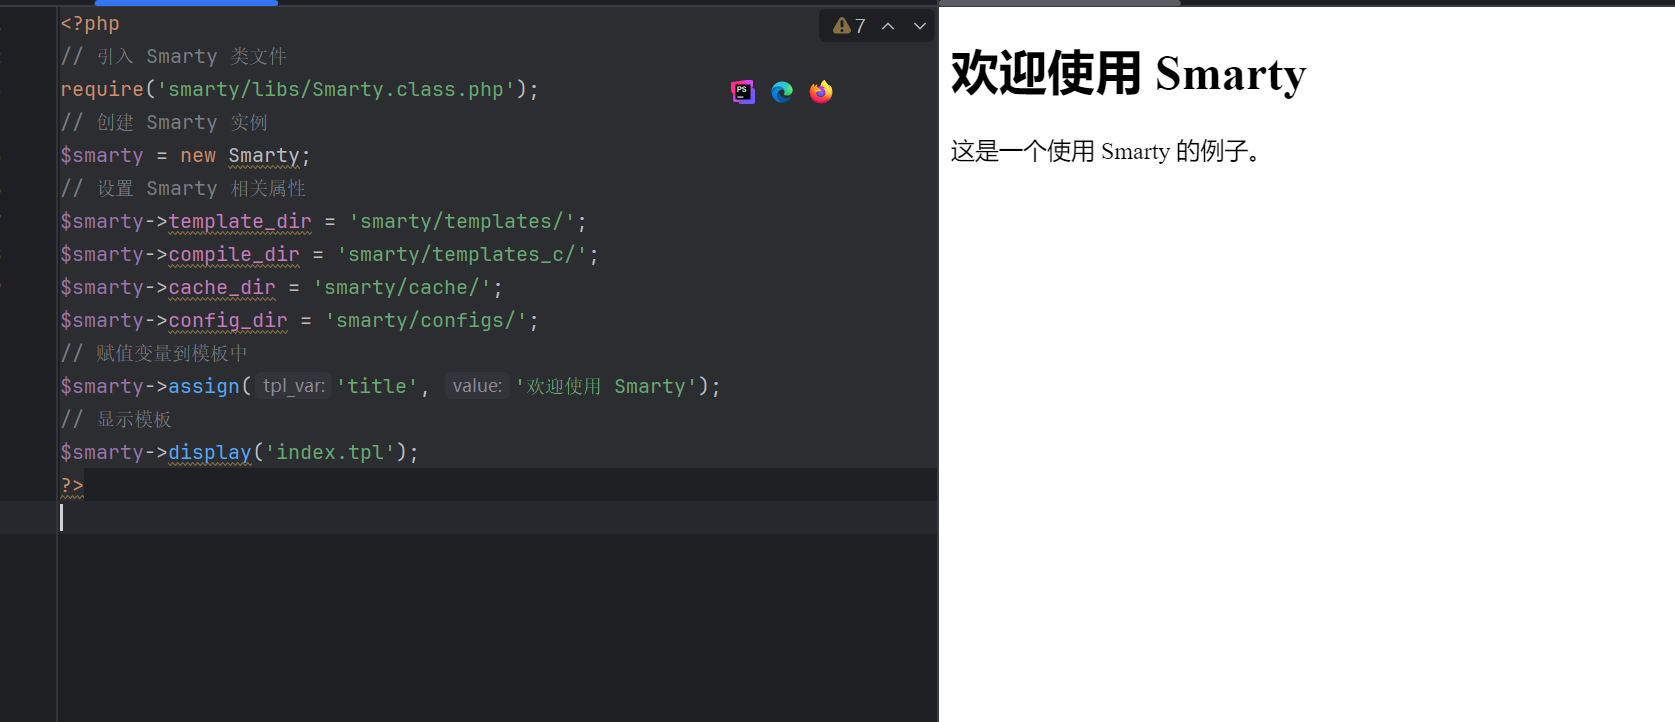 <?php
// 引入 Smarty 类文件
require('smarty/libs/Smarty.class.php');
// 创建 Smarty 实例
$smarty = new Smarty;
// 设置 Smarty 相关属性
$smarty->template_dir = 'smarty/templates/';
$smarty->compile_dir = 'smarty/templates_c/';
$smarty->cache_dir = 'smarty/cache/';
$smarty->config_dir = 'smarty/configs/';
// 赋值变量到模板中
$smarty->assign( tpl_var: 'title', value: '欢迎使用 Smarty');
// 显示模板
$smarty->display('index.tpl');
?>
7
PS
欢迎使用 Smarty
这是一个使用 Smarty 的例子。